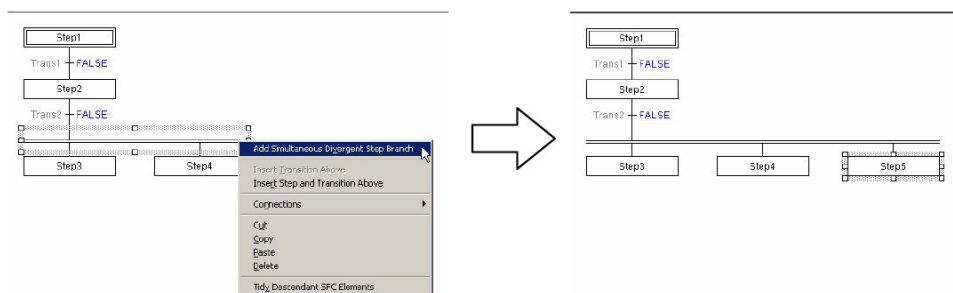 Step1
Trans1 FALSE
Step2
Trans2 FALSE
Step3
Step4
Add Simultaneous Divergent Step Branch
Insert Transition Above
Insert Step and Transition Above
Connections
Cut
Copy
Paste
Delete
Tidy Descendant SFC Elements
Step1
Trans1 FALSE
Step2
Trans2 FALSE
Step3
Step4
Step5